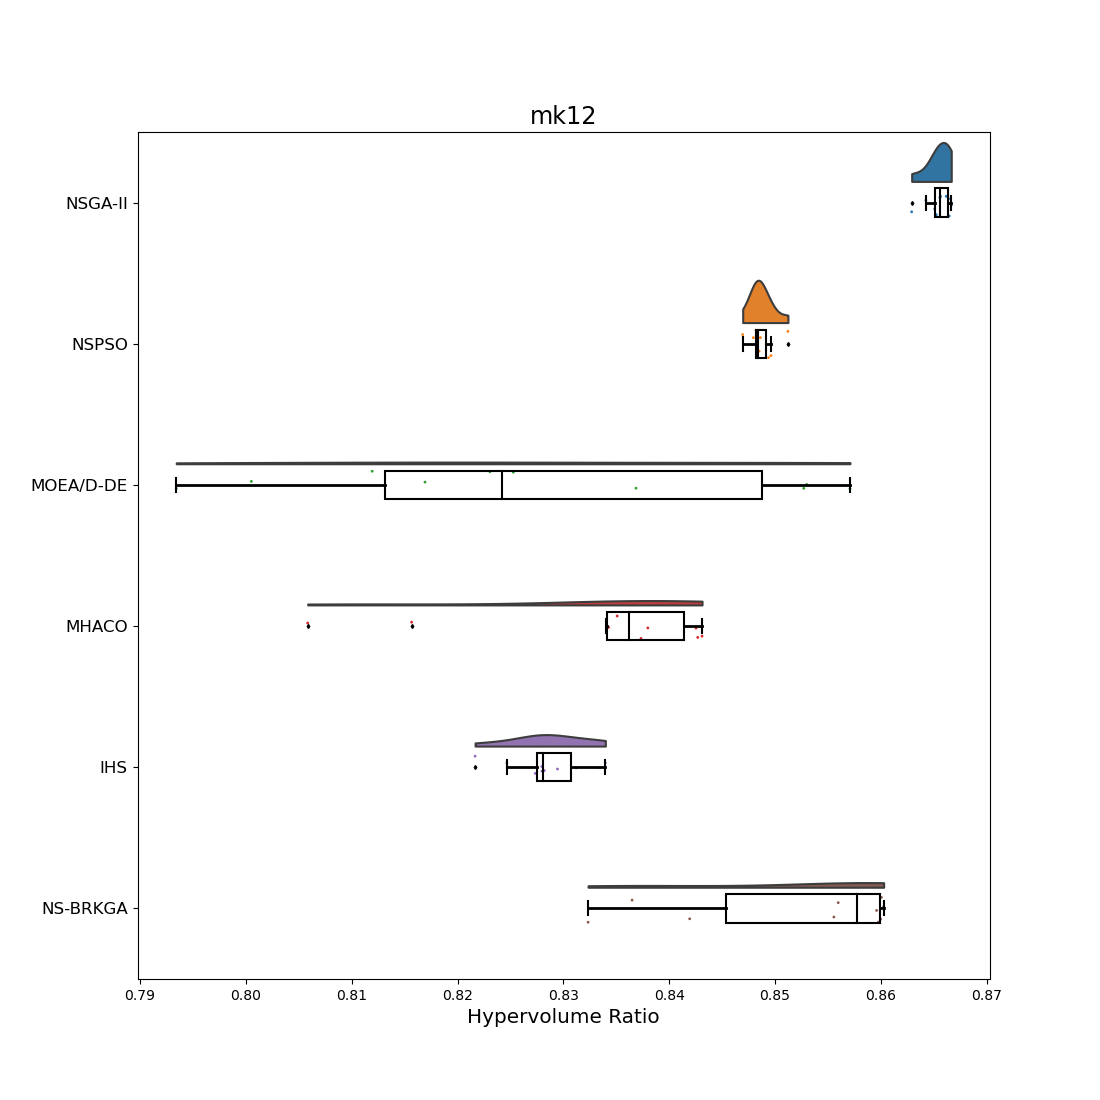 mk12
NSGA-II
NSPSO
MOEA/D-DE
MHACO
IHS
NS-BRKGA
0.79 0.80 0.81 0.82 0.83 0.84 0.85 0.86 0.87
Hypervolume Ratio